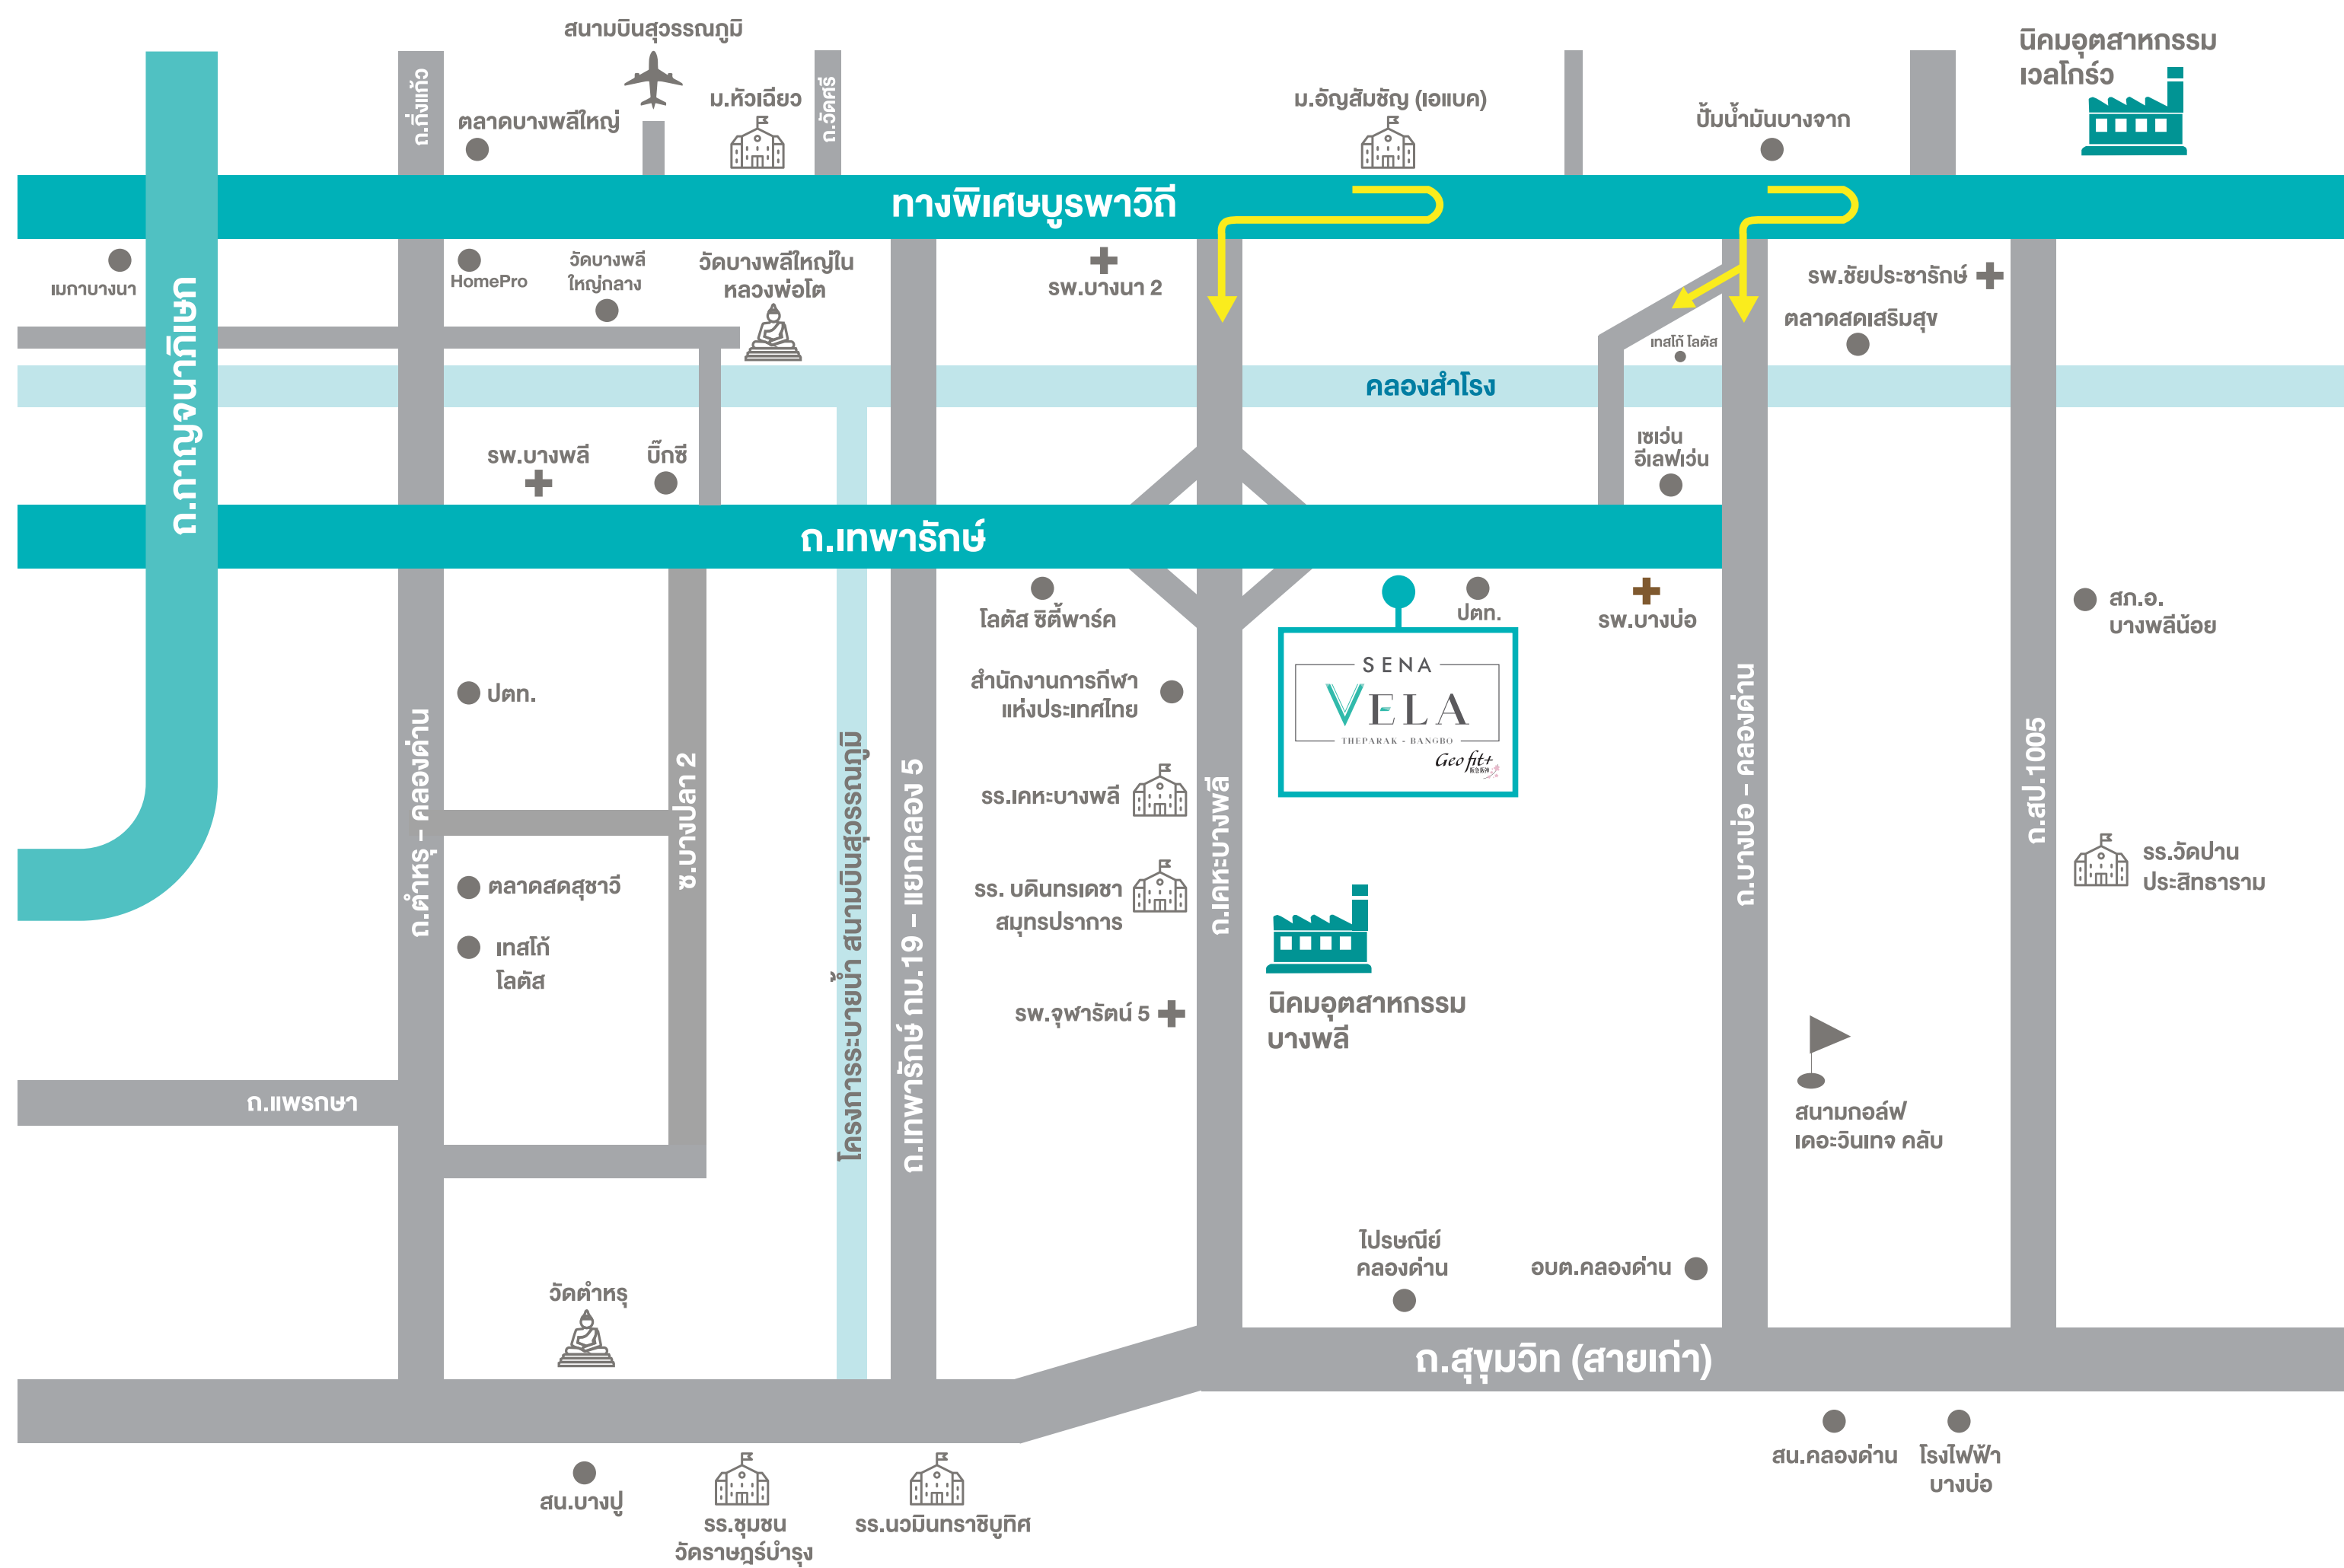 สนามบินสุวรรณภูมิ
นิคมอุตสาหกรรม
เวลโกร์ว
ถ.กิ่งแก้ว
ตลาดบางพลีใหญ่
ม.หัวเฉียว
ถ.วัดศรี
ม.อัญสัมชัญ (เอแบค)
ปั้มน้ำมันบางจาก
ทางพิเศษบูรพาวิถี
เมกาบางนา
ถ.กาญจนาภิเษก
HomePro
วัดบางพลี
ใหญ่กลาง
วัดบางพลีใหญ่ใน
หลวงพ่อโต
รพ.บางนา 2
รพ.ชัยประชารักษ์
ตลาดสดเสริมสุข
เทสโก้ โลตัส
คลองสำโรง
รพ.บางพลี
บิ๊กซี
เซเว่น
อีเลฟเว่น
ถ.เทพารักษ์
โลตัส ซิตี้พาร์ค
ปตท.
รพ.บางบ่อ
สภ.อ.
บางพลีน้อย
SENA
VELA
THEPARAK - BANGBO
Geo fit+
阪急阪神
สำนักงานการกีฬา
แห่งประเทศไทย
ปตท.
ถ.ตำหรุ – คลองด่าน
ซ.บางปลา 2
โครงการระบายน้ำ สนามบินสุวรรณภูมิ
ถ.เทพารักษ์ กม.19 – แยกคลอง 5
ถ.เคหะบางพลี
ถ.บางบ่อ – คลองด่าน
ถ.สป.1005
รร.เคหะบางพลี
รร. บดินทรเดชา
สมุทรปราการ
รร.วัดปาน
ประสิทธาราม
ตลาดสดสุชาวี
เทสโก้
โลตัส
รพ.จุฬารัตน์ 5
นิคมอุตสาหกรรม
บางพลี
ถ.แพรกษา
สนามกอล์ฟ
เดอะวินเทจ คลับ
ไปรษณีย์
คลองด่าน
อบต.คลองด่าน
วัดตำหรุ
ถ.สุขุมวิท (สายเก่า)
สน.คลองด่าน
โรงไฟฟ้า
บางบ่อ
สน.บางปู
รร.ชุมชน
วัดราษฎร์บำรุง
รร.นวมินทราชินูทิศ